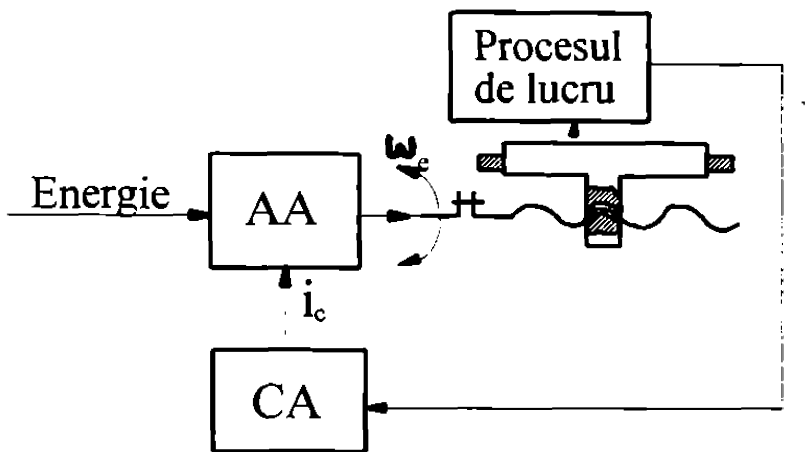 Procesul
de lucru
ωe
Energie
AA
ic
CA